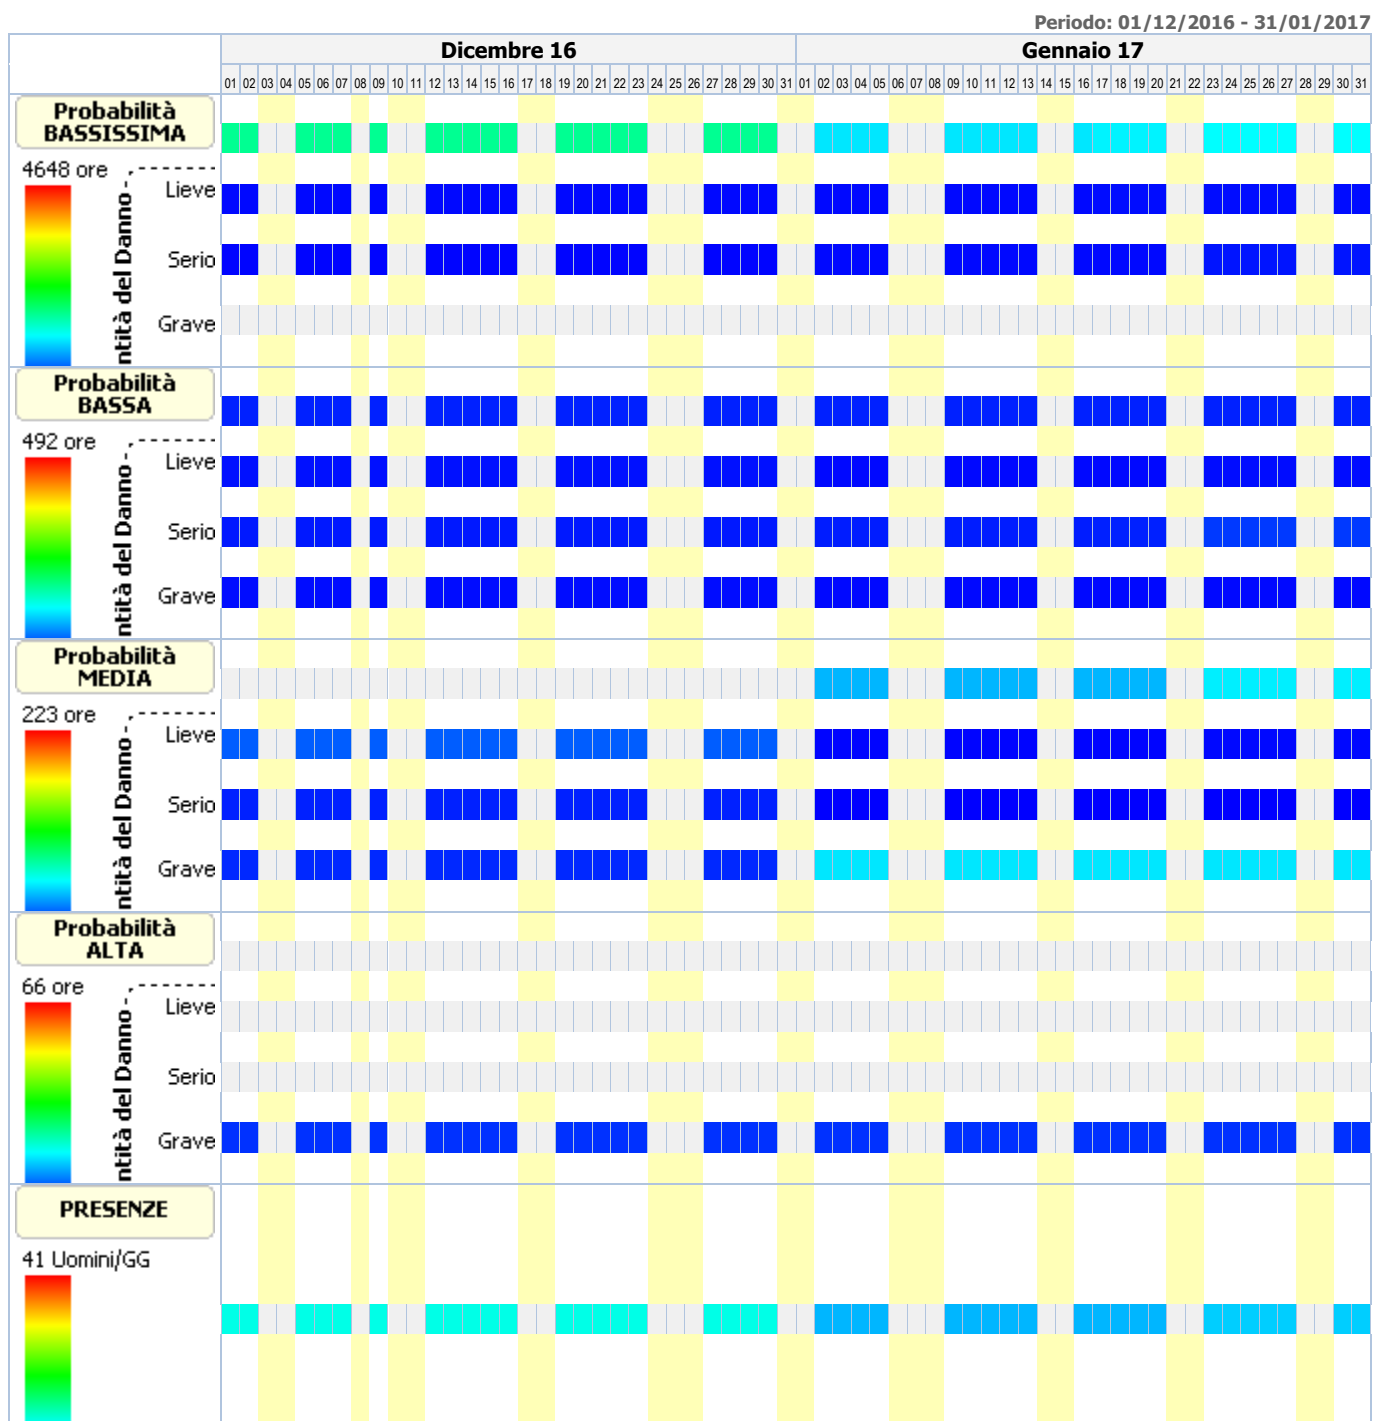 Periodo: 01/12/2016 - 31/01/2017
Dicembre 16 Gennaio 17
01 02 03 04 05 06 07 08 09 10 11 12 13 14 15 16 17 18 19 20 21 22 23 24 25 26 27 28 29 30 31 01 02 03 04 05 06 07 08 09 10 11 12 13 14 15 16 17 18 19 20 21 22 23 24 25 26 27 28 29 30 31
Probabilità
BASSISSIMA
4648 ore
ntità del Danno
Lieve
Serio
Grave
Probabilità
BASSA
492 ore
ntità del Danno
Lieve
Serio
Grave
Probabilità
MEDIA
223 ore
ntità del Danno
Lieve
Serio
Grave
Probabilità
ALTA
66 ore
ntità del Danno
Lieve
Serio
Grave
PRESENZE
41 Uomini/GG